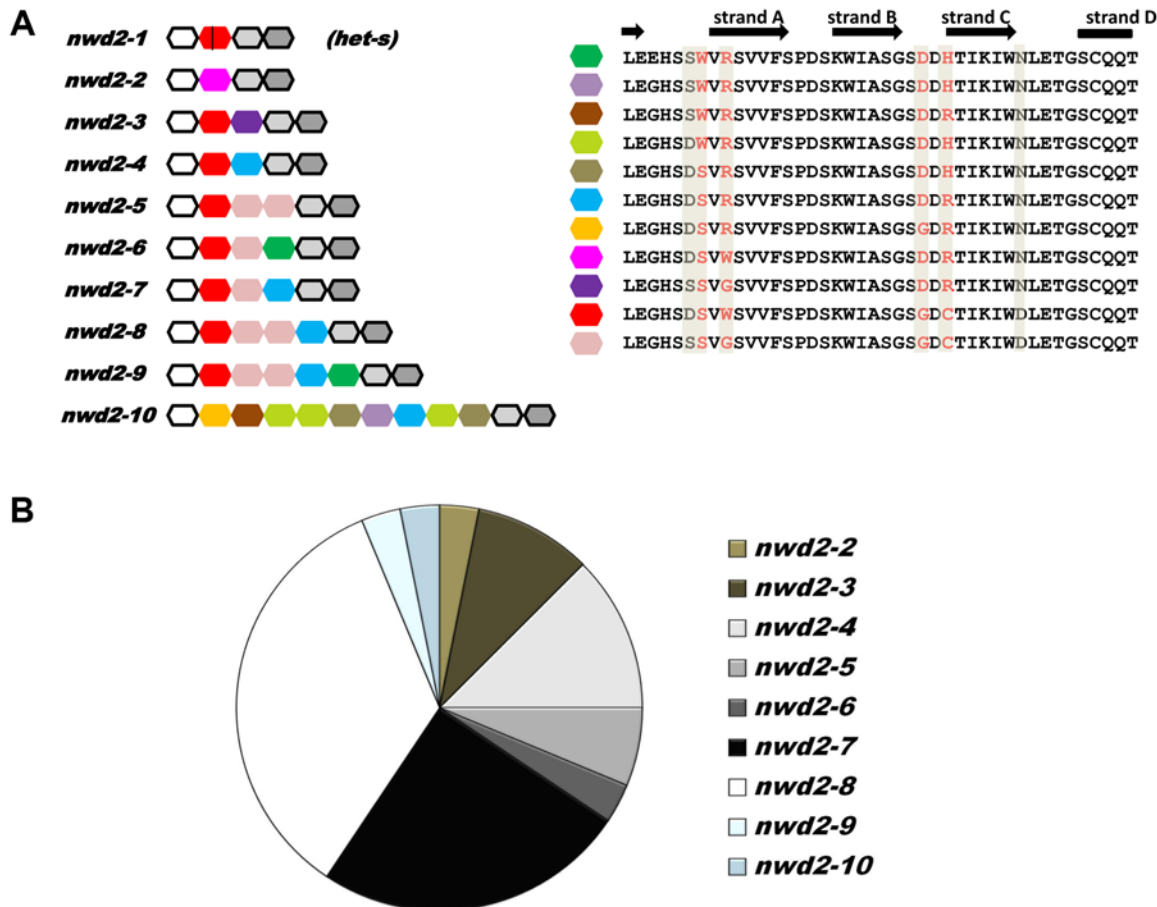 A
nwd2-1 (het-s)
nwd2-2
nwd2-3
nwd2-4
nwd2-5
nwd2-6
nwd2-7
nwd2-8
nwd2-9
nwd2-10
strand A strand B strand C strand D
LEEHSSWVRSVVFSPDSKWIASGSDDHTIKIWNLETGSCQQT
LEGHSSWVRSVVFSPDSKWIASGSDDHTIKIWNLETGSCQQT
LEGHSSWVRSVVFSPDSKWIASGSDDRTIKIWNLETGSCQQT
LEGHSDWVRSVVFSPDSKWIASGSDDHTIKIWNLETGSCQQT
LEGHSDSVRSVVFSPDSKWIASGSDDHTIKIWNLETGSCQQT
LEGHSDSVRSVVFSPDSKWIASGSDDRTIKIWNLETGSCQQT
LEGHSDSVRSVVFSPDSKWIASGSGDRTIKIWNLETGSCQQT
LEGHSDSVWSVVFSPDSKWIASGSDDRTIKIWNLETGSCQQT
LEGHSSSVGSVVFSPDSKWIASGSDDRTIKIWNLETGSCQQT
LEGHSDSVWSVVFSPDSKWIASGSGDCTIKIWDLETGSCQQT
LEGHSSSVGSVVFSPDSKWIASGSGDCTIKIWDLETGSCQQT
B
nwd2-2
nwd2-3
nwd2-4
nwd2-5
nwd2-6
nwd2-7
nwd2-8
nwd2-9
nwd2-10